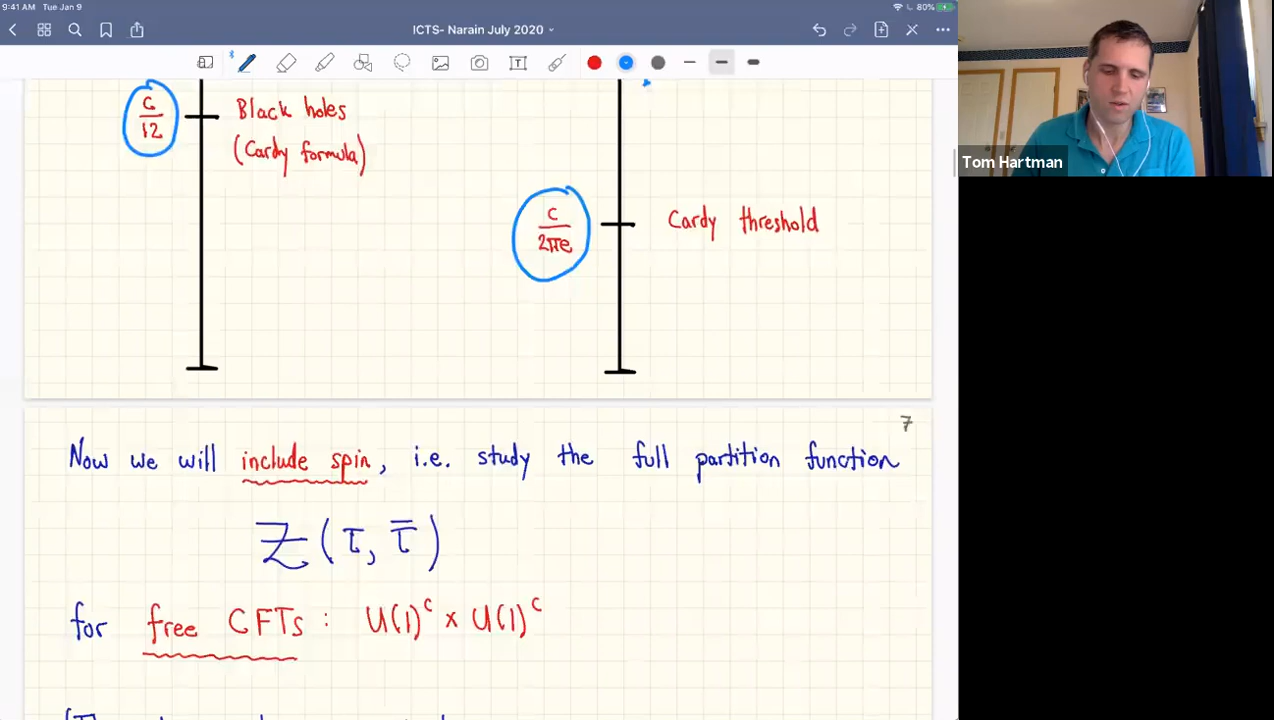 9:41 AM Tue Jan 9
80%
ICTS- Narain July 2020
c/12
Black holes
(Cardy formula)
c/2πe
Cardy threshold
Tom Hartman
7
Now we will include spin, i.e. study the full partition function
Z(τ, τ̄)
for free CFTs: U(1)^c × U(1)^c